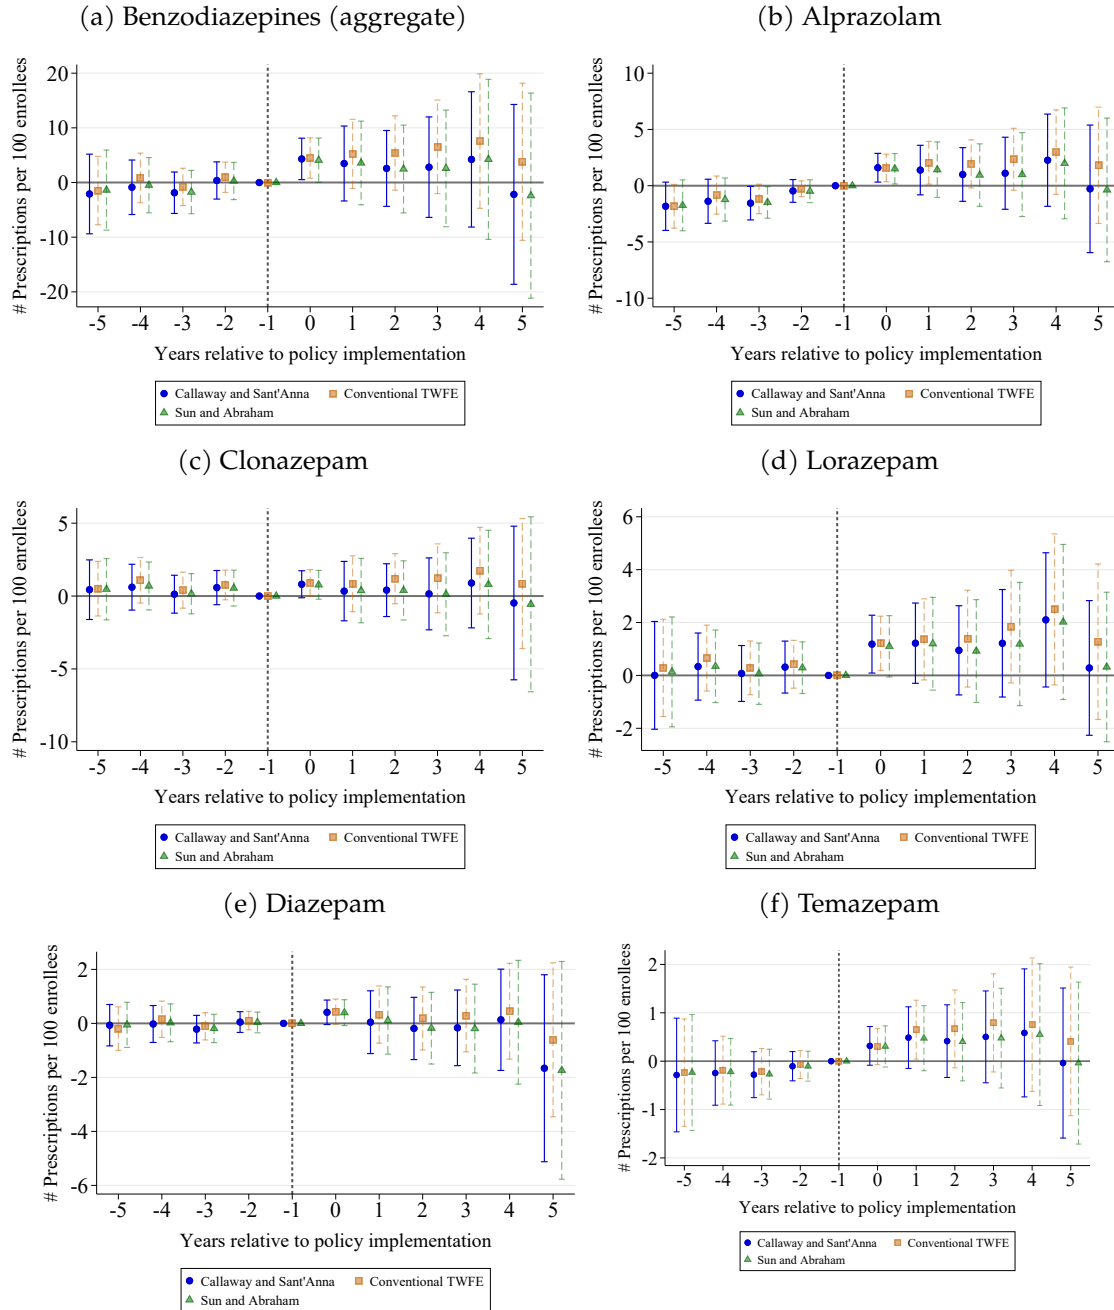 (a) Benzodiazepines (aggregate)
# Prescriptions per 100 enrollees
20
10
0
-10
-20
-5 -4 -3 -2 -1 0 1 2 3 4 5
Years relative to policy implementation
Callaway and Sant'Anna Conventional TWFE
Sun and Abraham
(b) Alprazolam
# Prescriptions per 100 enrollees
10
5
0
-5
-10
-5 -4 -3 -2 -1 0 1 2 3 4 5
Years relative to policy implementation
Callaway and Sant'Anna Conventional TWFE
Sun and Abraham
(c) Clonazepam
# Prescriptions per 100 enrollees
5
0
-5
-10
-5 -4 -3 -2 -1 0 1 2 3 4 5
Years relative to policy implementation
Callaway and Sant'Anna Conventional TWFE
Sun and Abraham
(d) Lorazepam
# Prescriptions per 100 enrollees
6
4
2
0
-2
-5 -4 -3 -2 -1 0 1 2 3 4 5
Years relative to policy implementation
Callaway and Sant'Anna Conventional TWFE
Sun and Abraham
(e) Diazepam
# Prescriptions per 100 enrollees
2
0
-2
-4
-6
-5 -4 -3 -2 -1 0 1 2 3 4 5
Years relative to policy implementation
Callaway and Sant'Anna Conventional TWFE
Sun and Abraham
(f) Temazepam
# Prescriptions per 100 enrollees
2
1
0
-1
-2
-5 -4 -3 -2 -1 0 1 2 3 4 5
Years relative to policy implementation
Callaway and Sant'Anna Conventional TWFE
Sun and Abraham